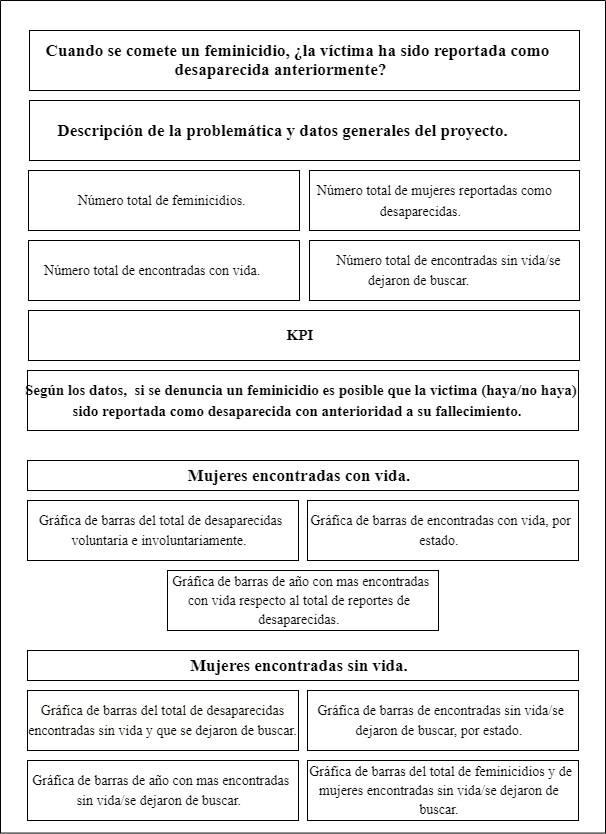 Cuando se comete un feminicidio, ¿la víctima ha sido reportada como
desaparecida anteriormente?
Descripción de la problemática y datos generales del proyecto.
Número total de feminicidios.
Número total de mujeres reportadas como
desaparecidas.
Número total de encontradas con vida.
Número total de encontradas sin vida/se
dejaron de buscar.
KPI
Según los datos,  si se denuncia un feminicidio es posible que la victima (haya/no haya)
sido reportada como desaparecida con anterioridad a su fallecimiento.
Mujeres encontradas con vida.
Gráfica de barras del total de desaparecidas
voluntaria e involuntariamente.
Gráfica de barras de encontradas con vida, por
estado.
Gráfica de barras de año con mas encontradas
con vida respecto al total de reportes de
desaparecidas.
Mujeres encontradas sin vida.
Gráfica de barras del total de desaparecidas
encontradas sin vida y que se dejaron de buscar.
Gráfica de barras de encontradas sin vida/se
dejaron de buscar, por estado.
Gráfica de barras de año con mas encontradas
sin vida/se dejaron de buscar.
Gráfica de barras del total de feminicidios y de
mujeres encontradas sin vida/se dejaron de
buscar.